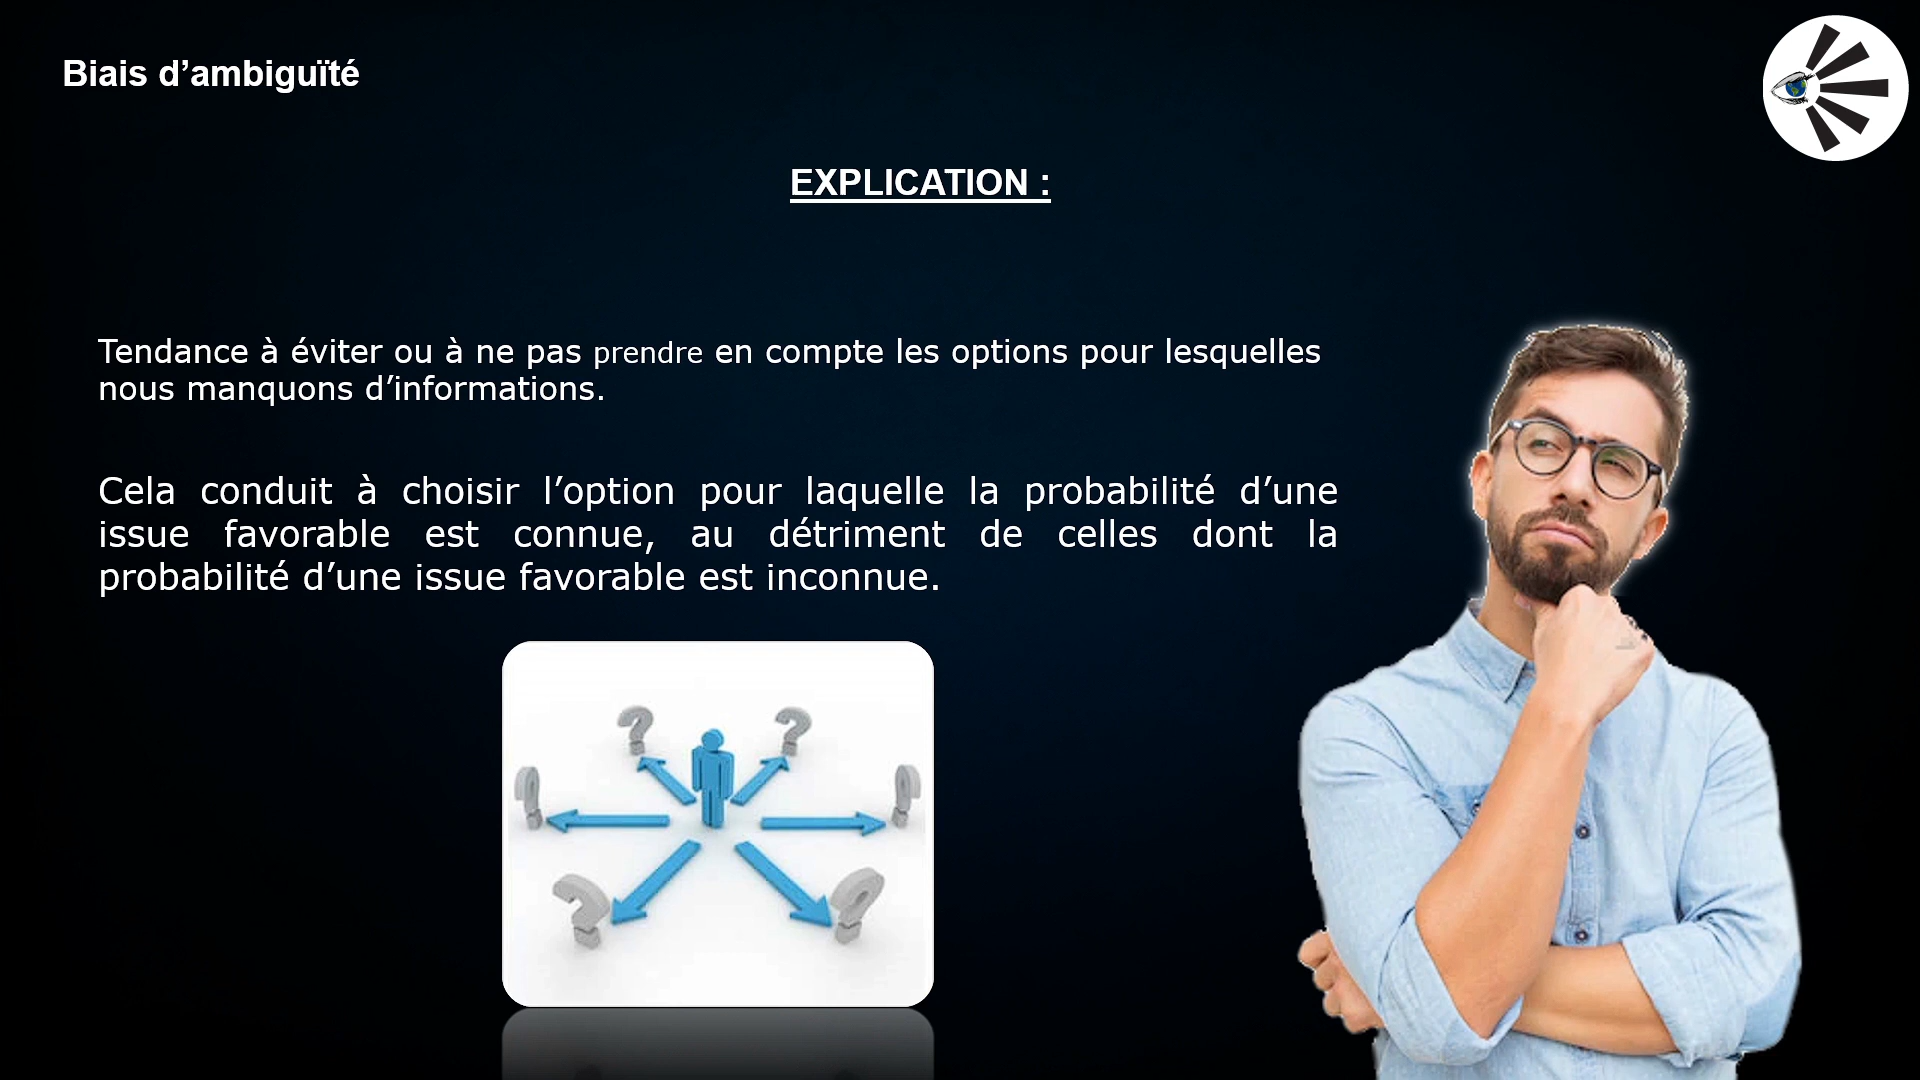 Biais d’ambiguïté
EXPLICATION :
Tendance à éviter ou à ne pas prendre en compte les options pour lesquelles
nous manquons d’informations.
Cela conduit à choisir l’option pour laquelle la probabilité d’une
issue favorable est connue, au détriment de celles dont la
probabilité d’une issue favorable est inconnue.